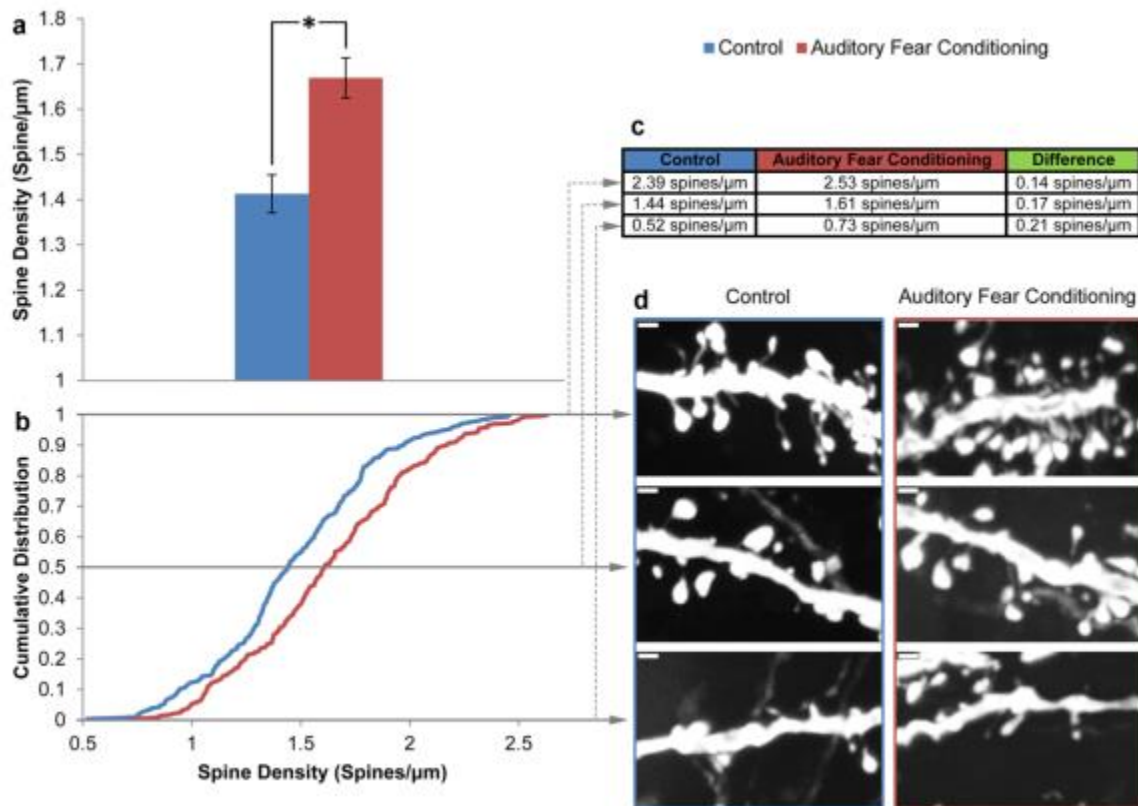 a
1.8
1.7
1.6
1.5
1.4
1.3
1.2
1.1
1
Spine Density (Spine/µm)
*
Control Auditory Fear Conditioning
c
Control Auditory Fear Conditioning Difference
2.39 spines/µm 2.53 spines/µm 0.14 spines/µm
1.44 spines/µm 1.61 spines/µm 0.17 spines/µm
0.52 spines/µm 0.73 spines/µm 0.21 spines/µm
b
1
0.9
0.8
0.7
0.6
0.5
0.4
0.3
0.2
0.1
0
Cumulative Distribution
0.5 1 1.5 2 2.5
Spine Density (Spines/µm)
d
Control Auditory Fear Conditioning